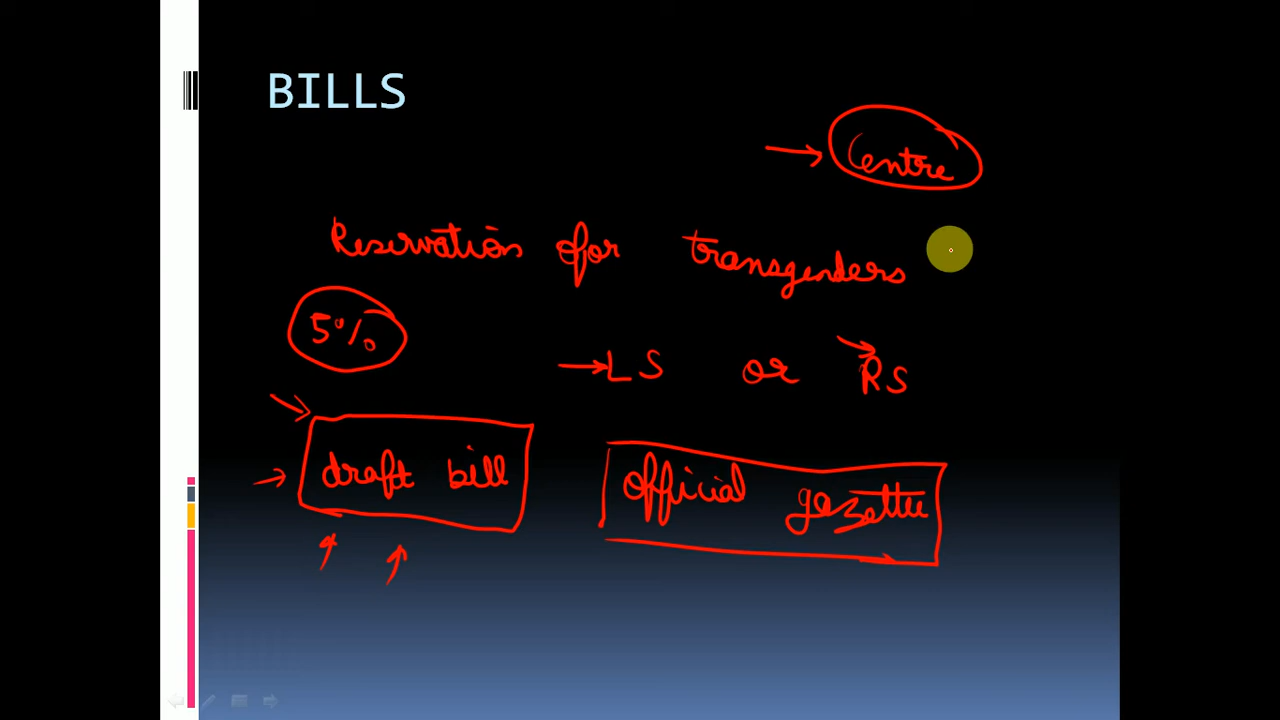 BILLS
Centre
Reservation for transgenders
5%
LS or RS
draft bill official gazette